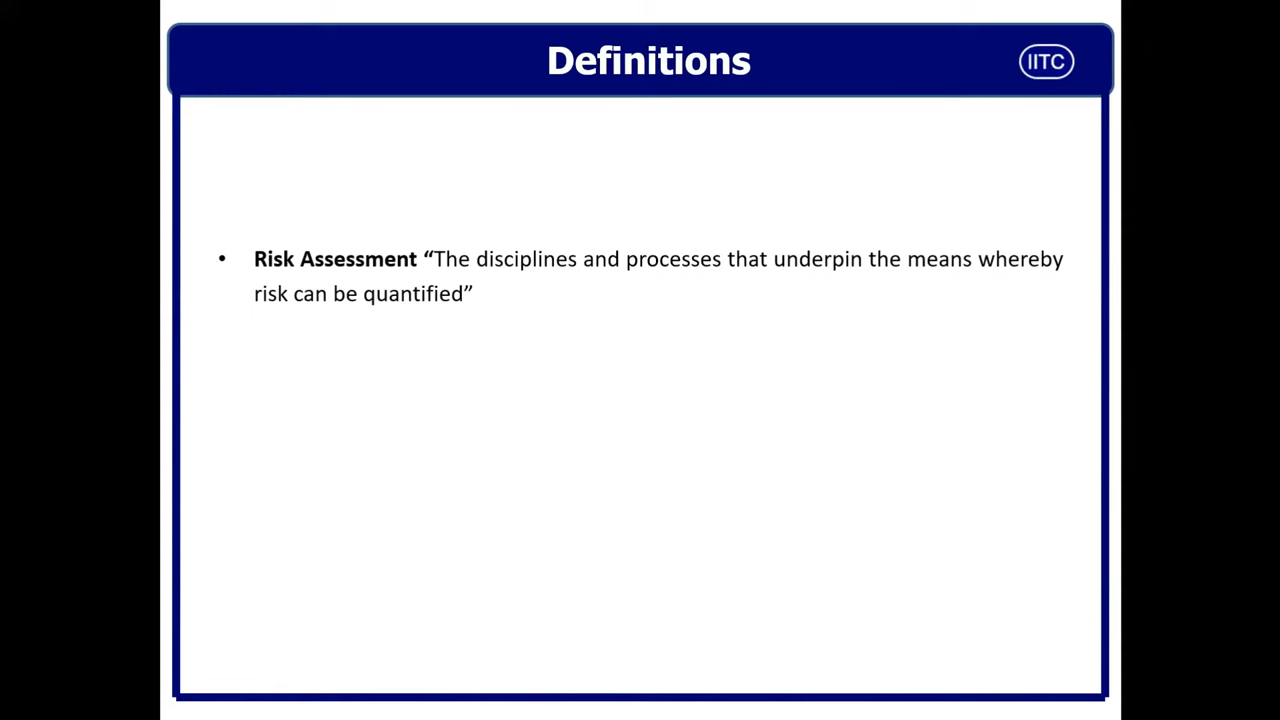 Definitions
IITC
• Risk Assessment “The disciplines and processes that underpin the means whereby
risk can be quantified”